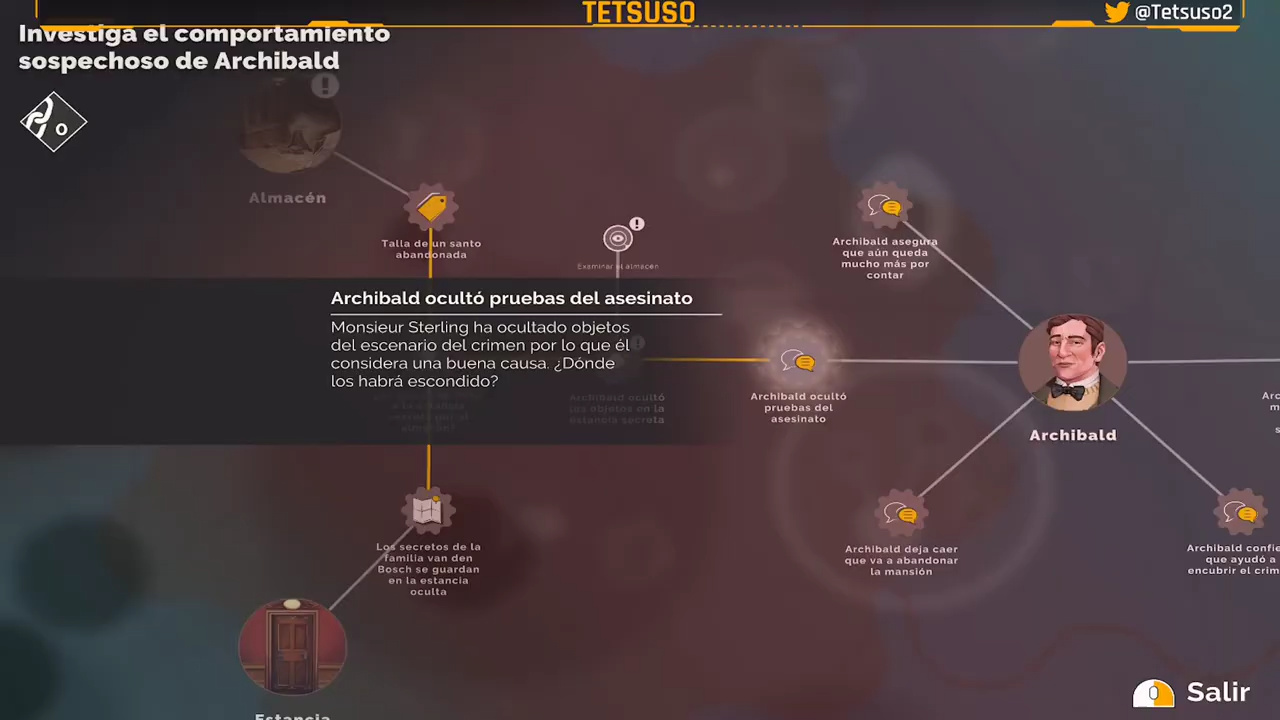 TETSUSO
@Tetsuso2
Investiga el comportamiento
sospechoso de Archibald
0
Almacén
Talla de un santo
abandonada
Examinar el almacén
Archibald asegura
que aún queda
mucho más por
contar
Archibald ocultó pruebas del asesinato
Monsieur Sterling ha ocultado objetos
del escenario del crimen por lo que él
considera una buena causa. ¿Dónde
los habrá escondido?
Archibald ocultó
los objetos en la
estancia secreta
Archibald ocultó
pruebas del
asesinato
Archibald
Los secretos de la
familia van den
Bosch se guardan
en la estancia
oculta
Archibald deja caer
que va a abandonar
la mansión
Archibald confie
que ayudó a
encubrir el crim
Estancia
Salir